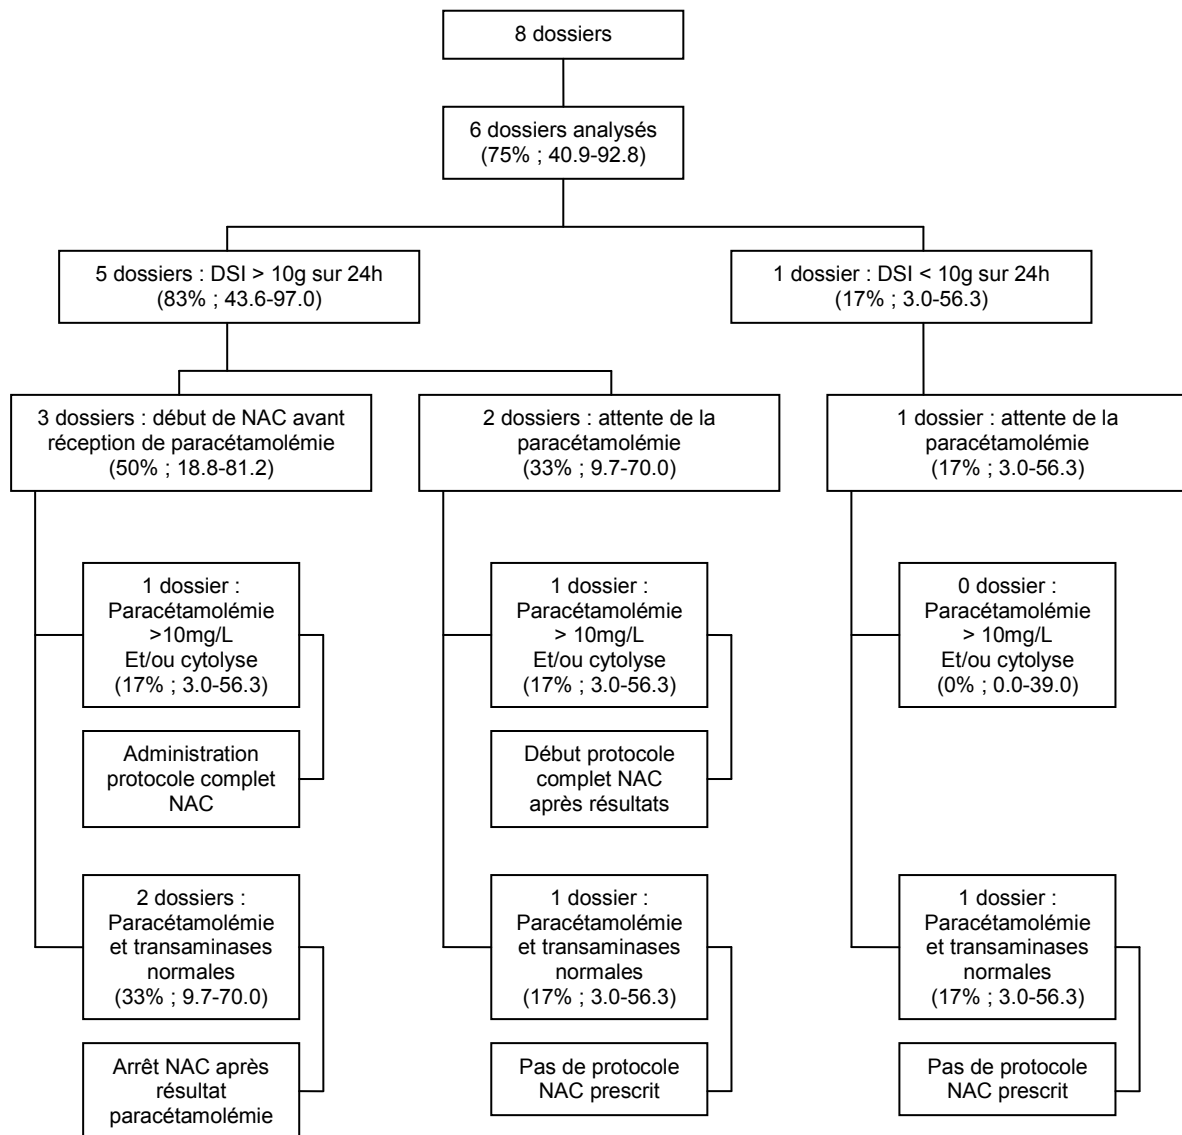 8 dossiers
6 dossiers analysés
(75% ; 40.9-92.8)
5 dossiers : DSI > 10g sur 24h
(83% ; 43.6-97.0)
1 dossier : DSI < 10g sur 24h
(17% ; 3.0-56.3)
3 dossiers : début de NAC avant
réception de paracétamolémie
(50% ; 18.8-81.2)
2 dossiers : attente de la
paracétamolémie
(33% ; 9.7-70.0)
1 dossier : attente de la
paracétamolémie
(17% ; 3.0-56.3)
1 dossier :
Paracétamolémie
>10mg/L
Et/ou cytolyse
(17% ; 3.0-56.3)
1 dossier :
Paracétamolémie
> 10mg/L
Et/ou cytolyse
(17% ; 3.0-56.3)
0 dossier :
Paracétamolémie
> 10mg/L
Et/ou cytolyse
(0% ; 0.0-39.0)
Administration
protocole complet
NAC
Début protocole
complet NAC
après résultats
2 dossiers :
Paracétamolémie
et transaminases
normales
(33% ; 9.7-70.0)
1 dossier :
Paracétamolémie
et transaminases
normales
(17% ; 3.0-56.3)
1 dossier :
Paracétamolémie
et transaminases
normales
(17% ; 3.0-56.3)
Arrêt NAC après
résultat
paracétamolémie
Pas de protocole
NAC prescrit
Pas de protocole
NAC prescrit